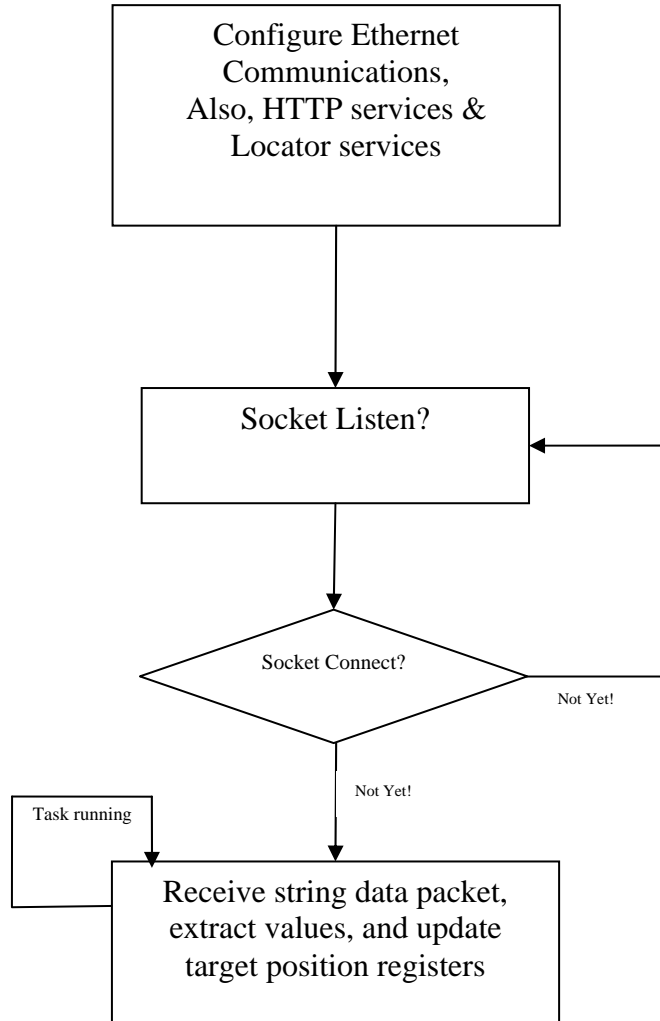 Configure Ethernet
Communications,
Also, HTTP services &
Locator services
Socket Listen?
Socket Connect?
Not Yet!
Not Yet!
Task running
Receive string data packet,
extract values, and update
target position registers